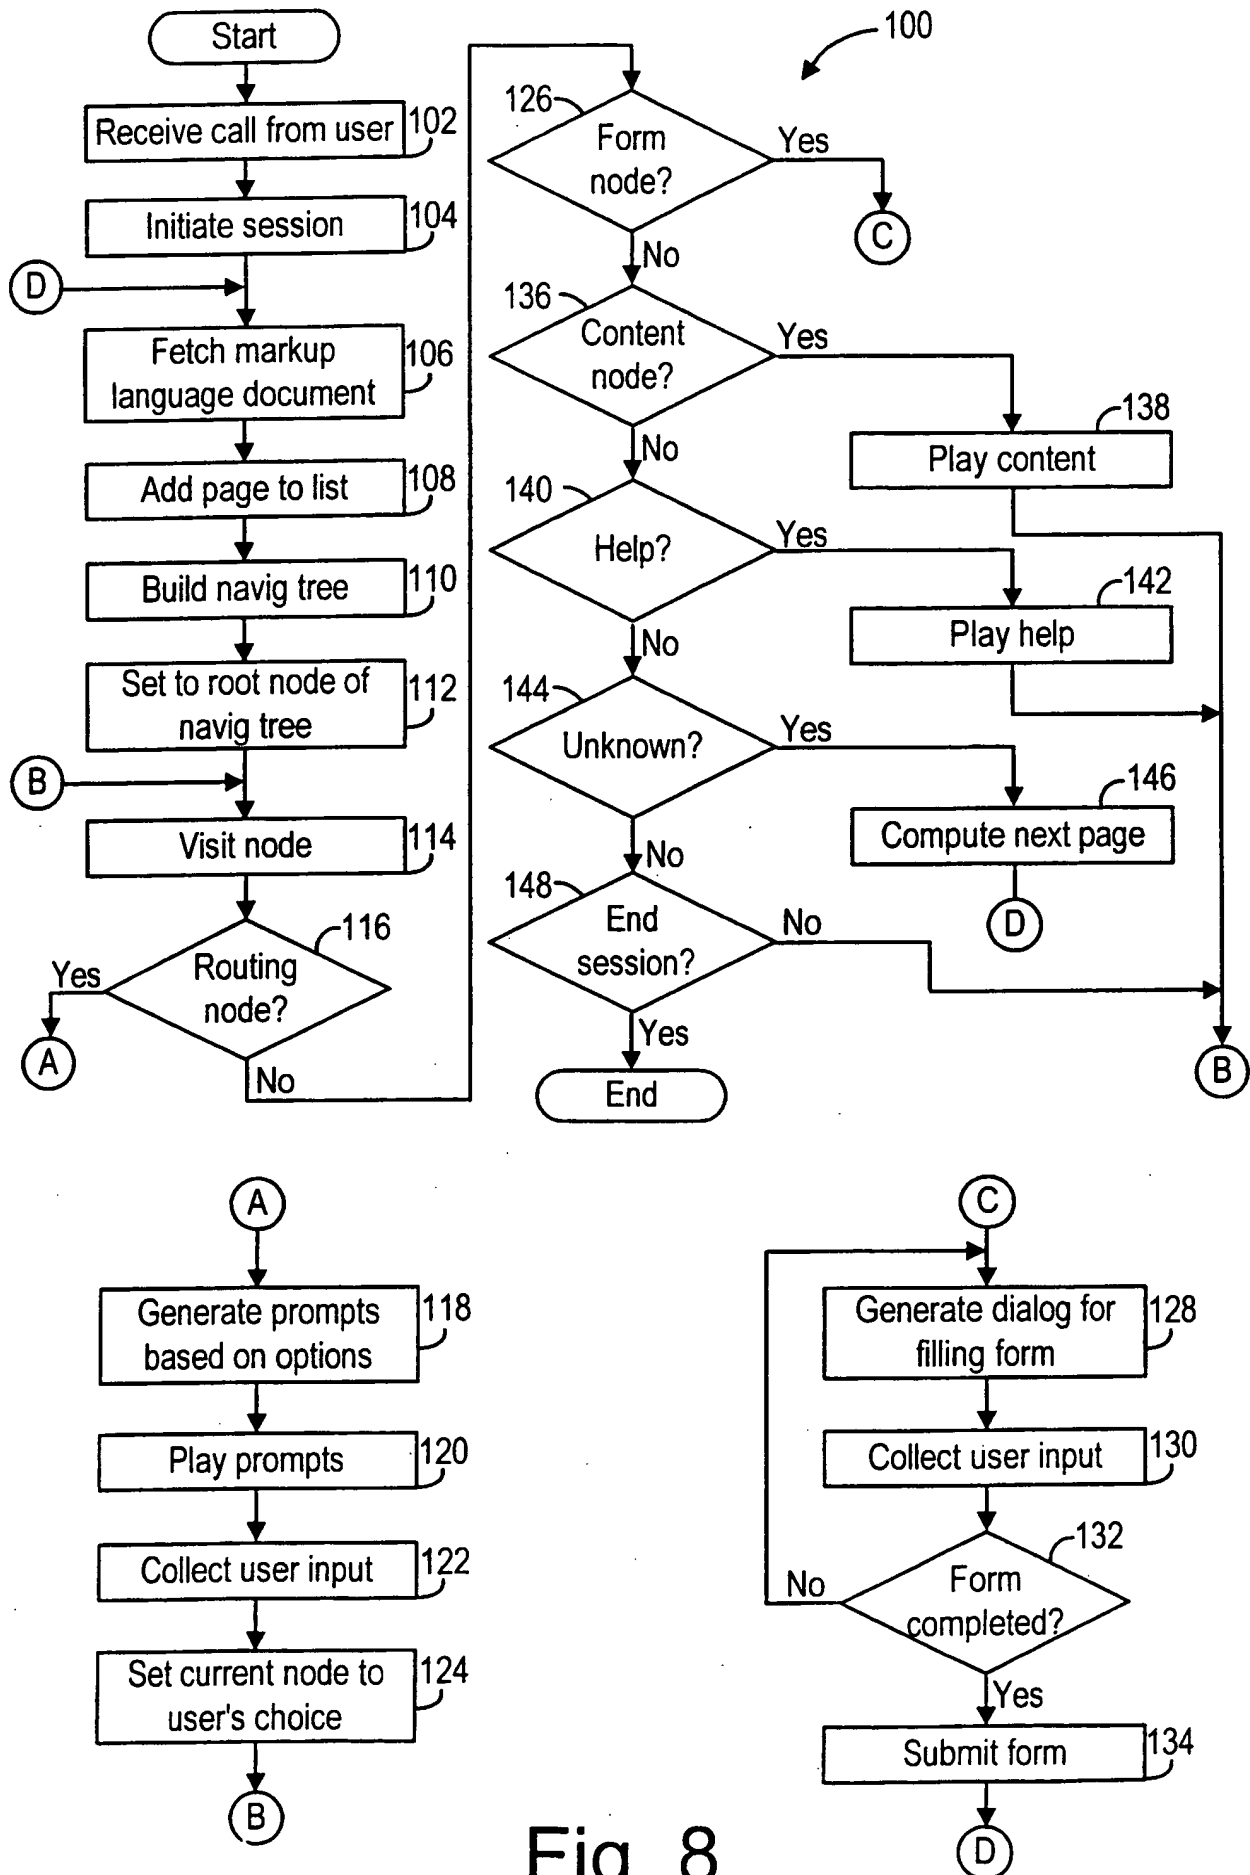 Start
100
Receive call from user
102
Initiate session
104
D
Fetch markup
language document
106
Add page to list
108
Build navig tree
110
Set to root node of
navig tree
112
B
Visit node
114
Routing
node?
116
Yes
A
No
126
Form
node?
Yes
C
No
136
Content
node?
Yes
138
Play content
No
140
Help?
Yes
142
Play help
No
144
Unknown?
Yes
146
Compute next page
D
No
148
End
session?
No
B
Yes
End
A
Generate prompts
based on options
118
Play prompts
120
Collect user input
122
Set current node to
user's choice
124
B
C
Generate dialog for
filling form
128
Collect user input
130
132
Form
completed?
No
Yes
Submit form
134
D
Fig. 8